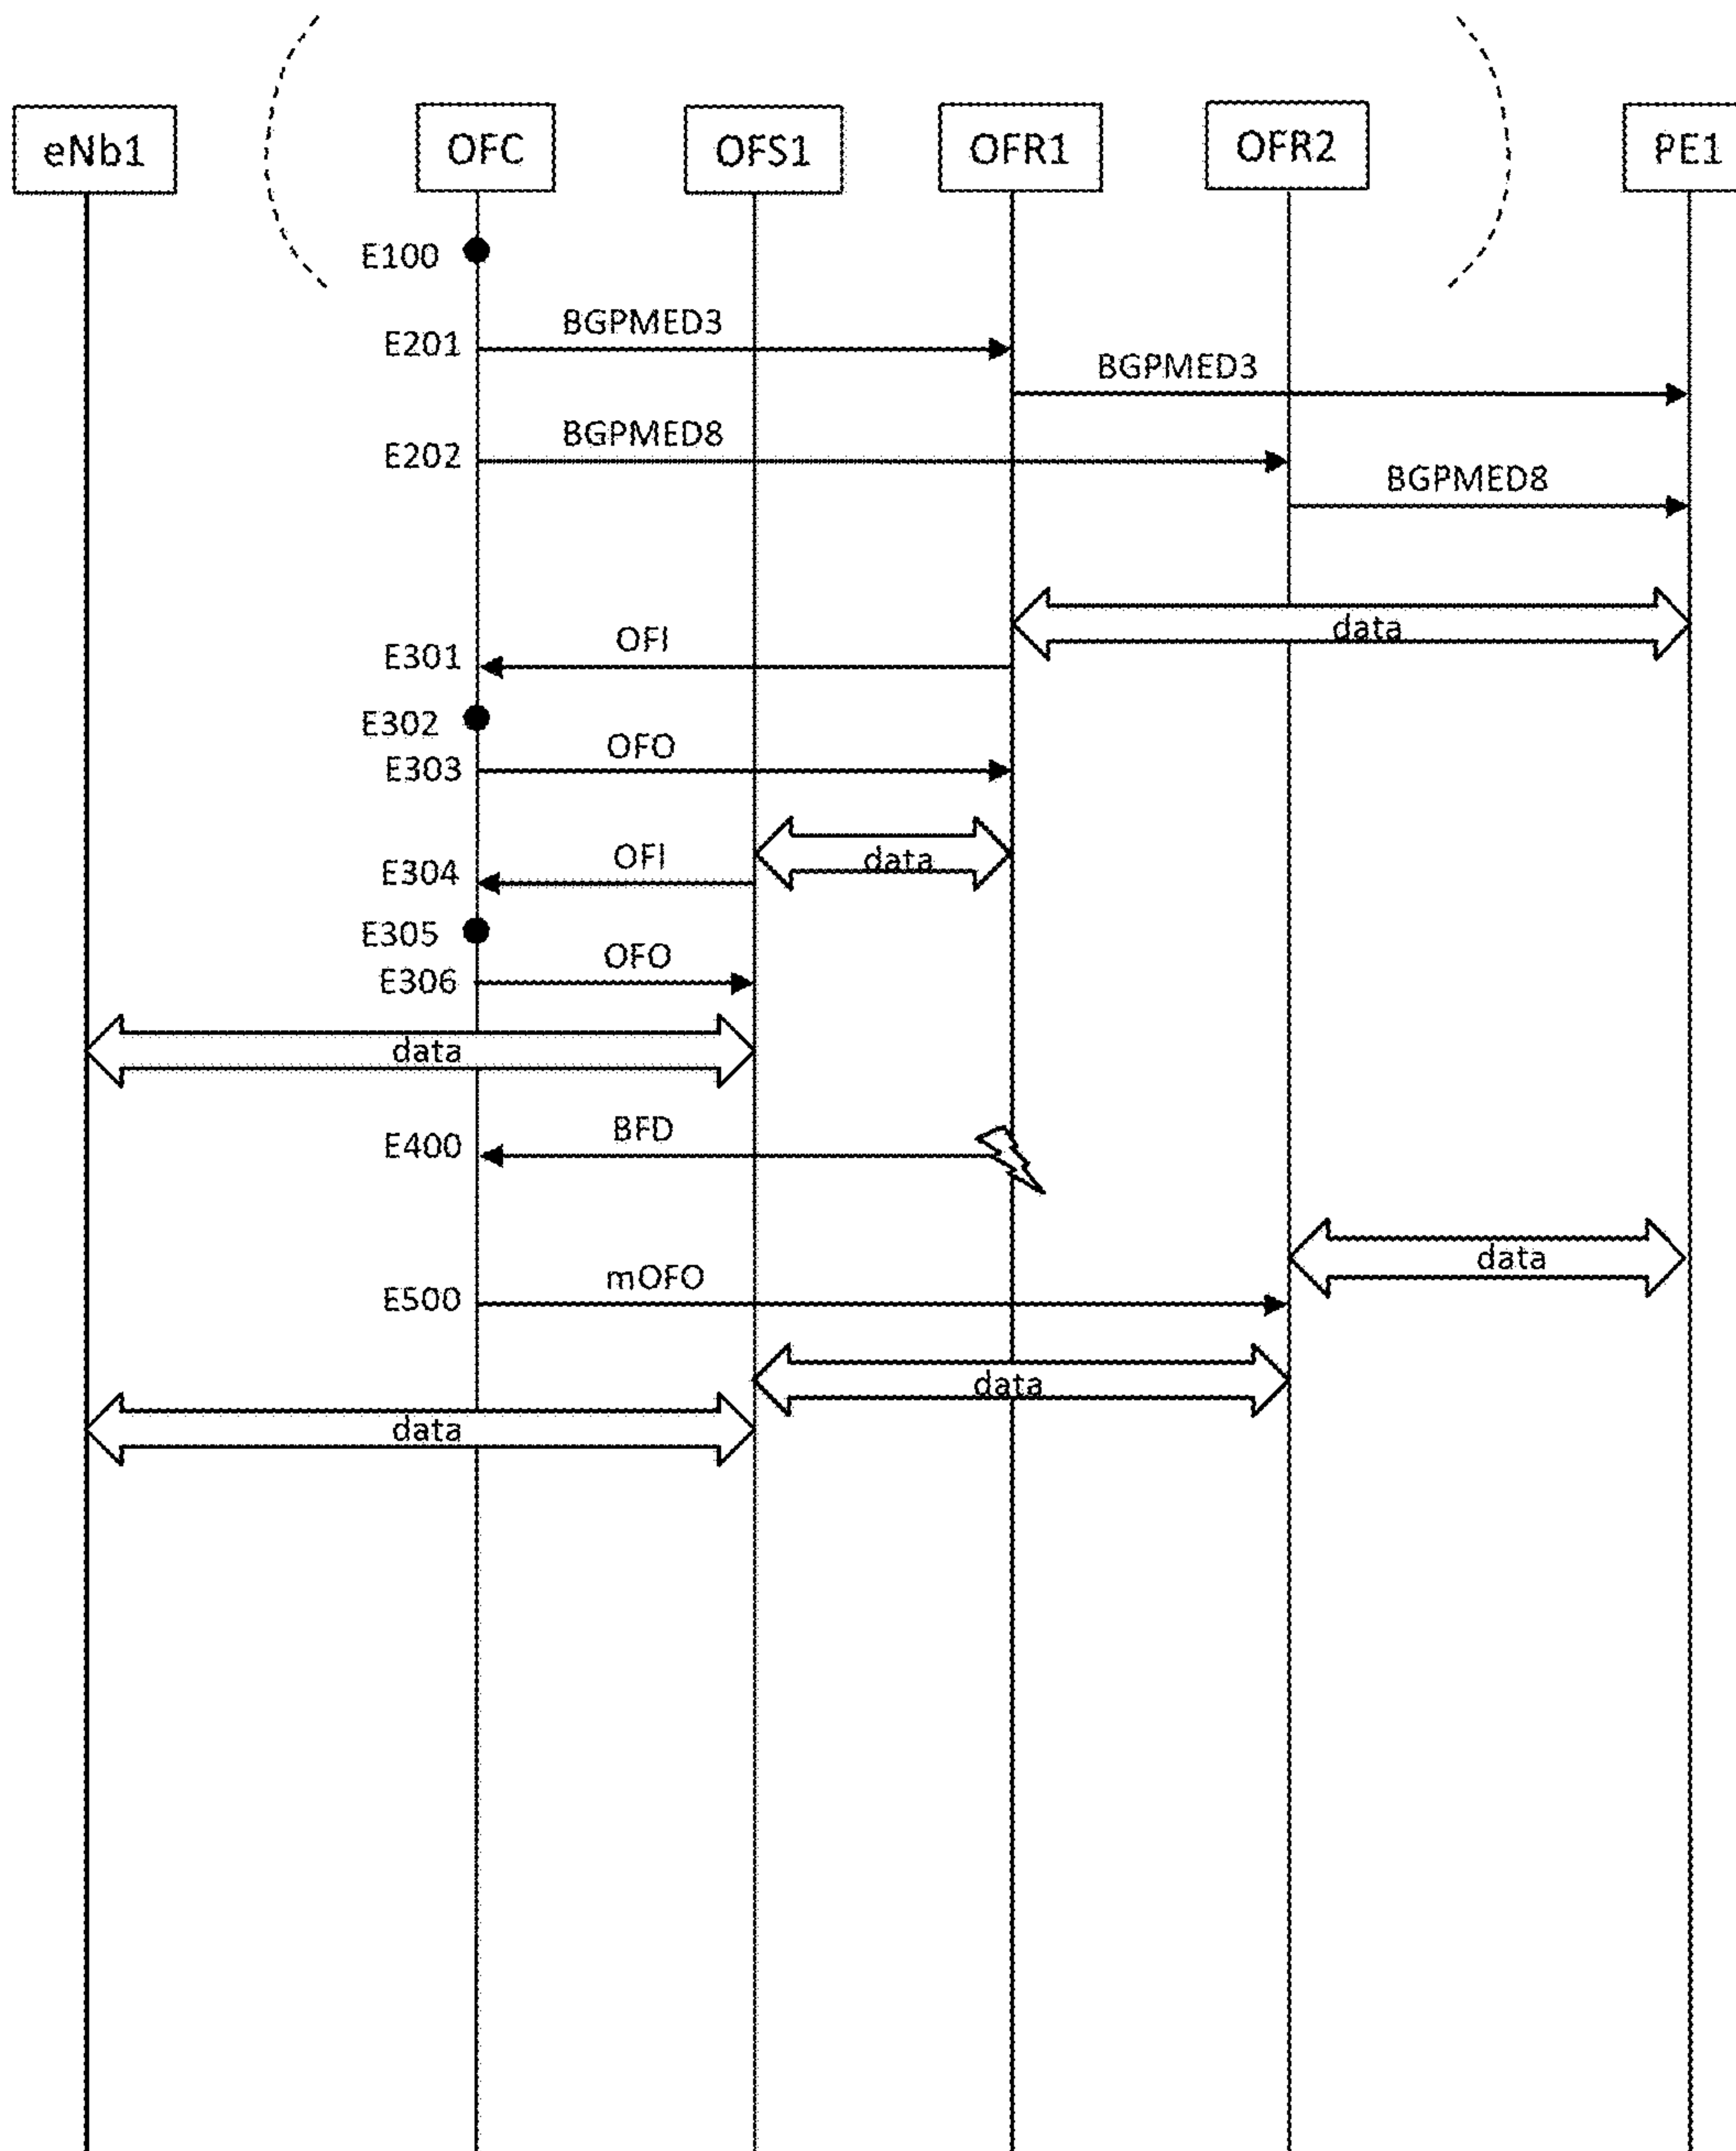 eNb1 OFC OFS1 OFR1 OFR2 PE1
E100
E201 BGPMED3
BGPMED3
E202 BGPMED8
BGPMED8
data
E301 OFI
E302
E303 OFO
data
E304 OFI
E305
E306 OFO
data
E400 BFD
data
E500 mOFO
data
data